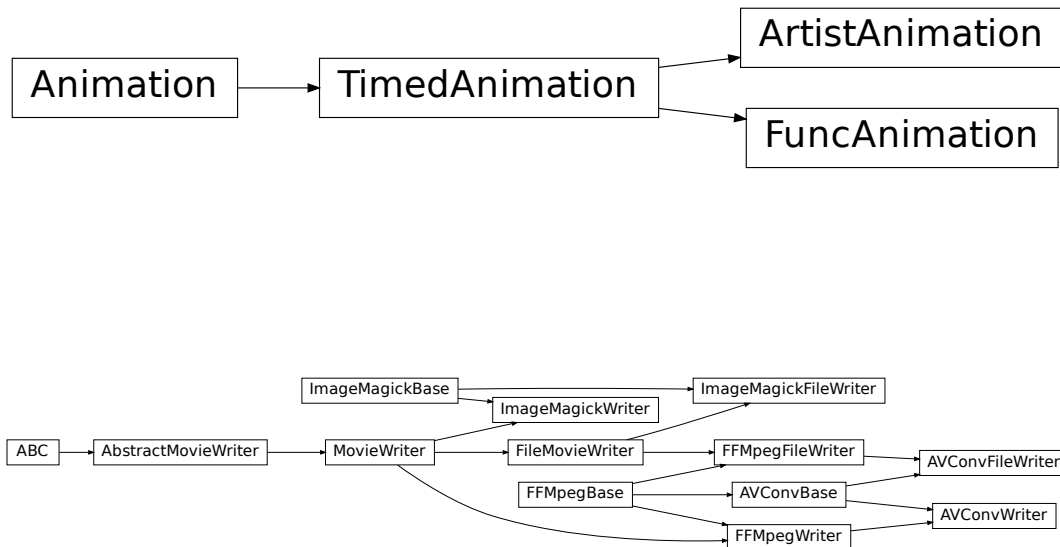 ArtistAnimation
Animation
TimedAnimation
FuncAnimation
ImageMagickBase
ImageMagickFileWriter
ImageMagickWriter
ABC
AbstractMovieWriter
MovieWriter
FileMovieWriter
FFMpegFileWriter
AVConvFileWriter
FFMpegBase
AVConvBase
AVConvWriter
FFMpegWriter